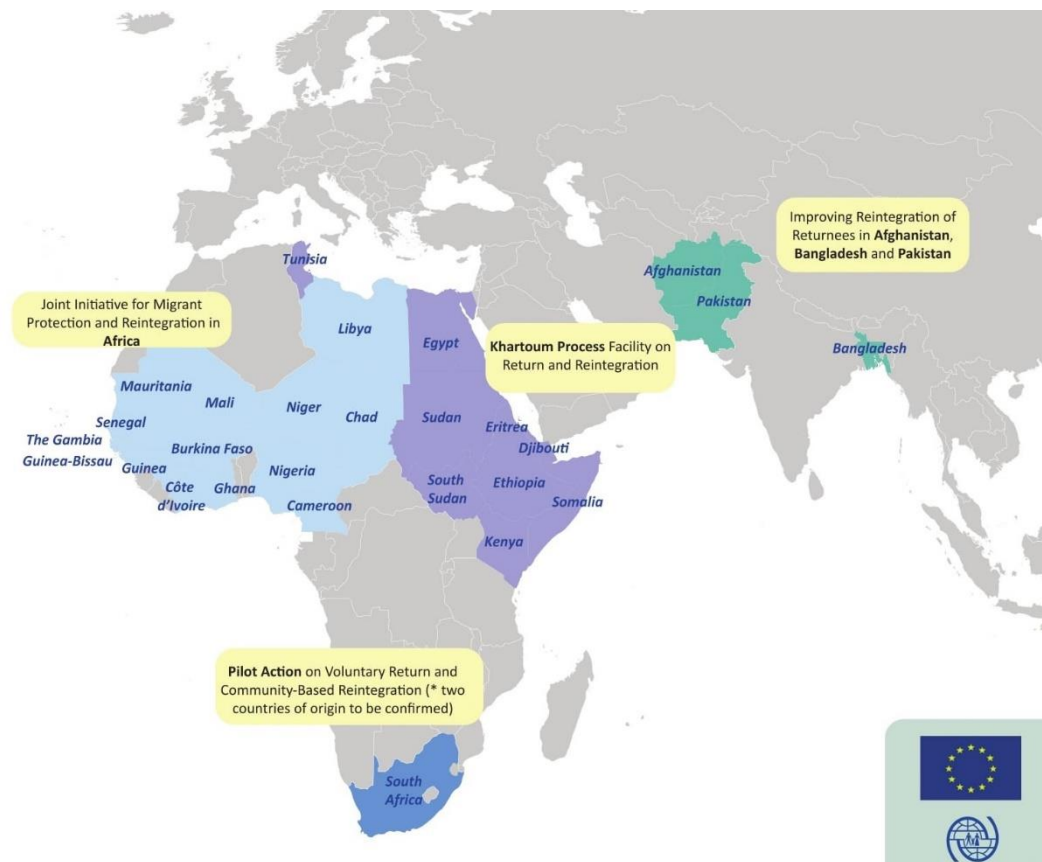 Improving Reintegration of
Returnees in Afghanistan,
Bangladesh and Pakistan
Tunisia
Afghanistan
Pakistan
Joint Initiative for Migrant
Protection and Reintegration in
Africa
Libya
Egypt
Khartoum Process Facility on
Return and Reintegration
Bangladesh
Mauritania
Mali
Niger
Chad
Sudan
Eritrea
Senegal
The Gambia
Guinea-Bissau
Burkina Faso
Djibouti
Guinea
Nigeria
South
Sudan
Ethiopia
Côte
d'Ivoire
Ghana
Cameroon
Somalia
Kenya
Pilot Action on Voluntary Return and
Community-Based Reintegration (* two
countries of origin to be confirmed)
South
Africa